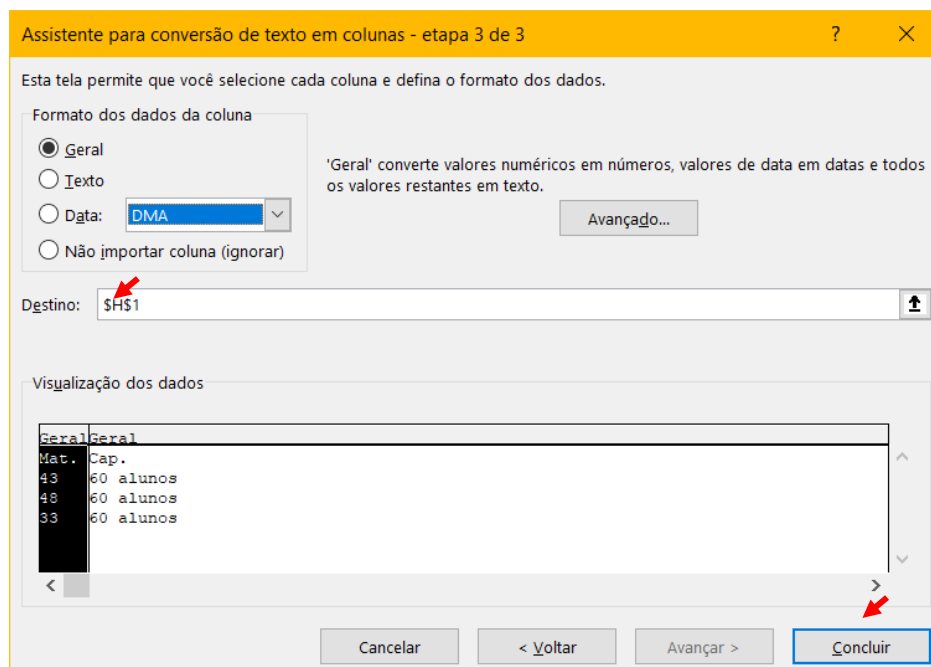 Assistente para conversão de texto em colunas - etapa 3 de 3 ?
Esta tela permite que você selecione cada coluna e defina o formato dos dados.
Formato dos dados da coluna
Geral
Texto
Data: DMA
Não importar coluna (ignorar)
'Geral' converte valores numéricos em números, valores de data em datas e todos
os valores restantes em texto.
Avançado...
Destino: $H$1
Visualização dos dados
Geral Geral
Mat. Cap.
43 60 alunos
48 60 alunos
33 60 alunos
Cancelar < Voltar Avançar > Concluir